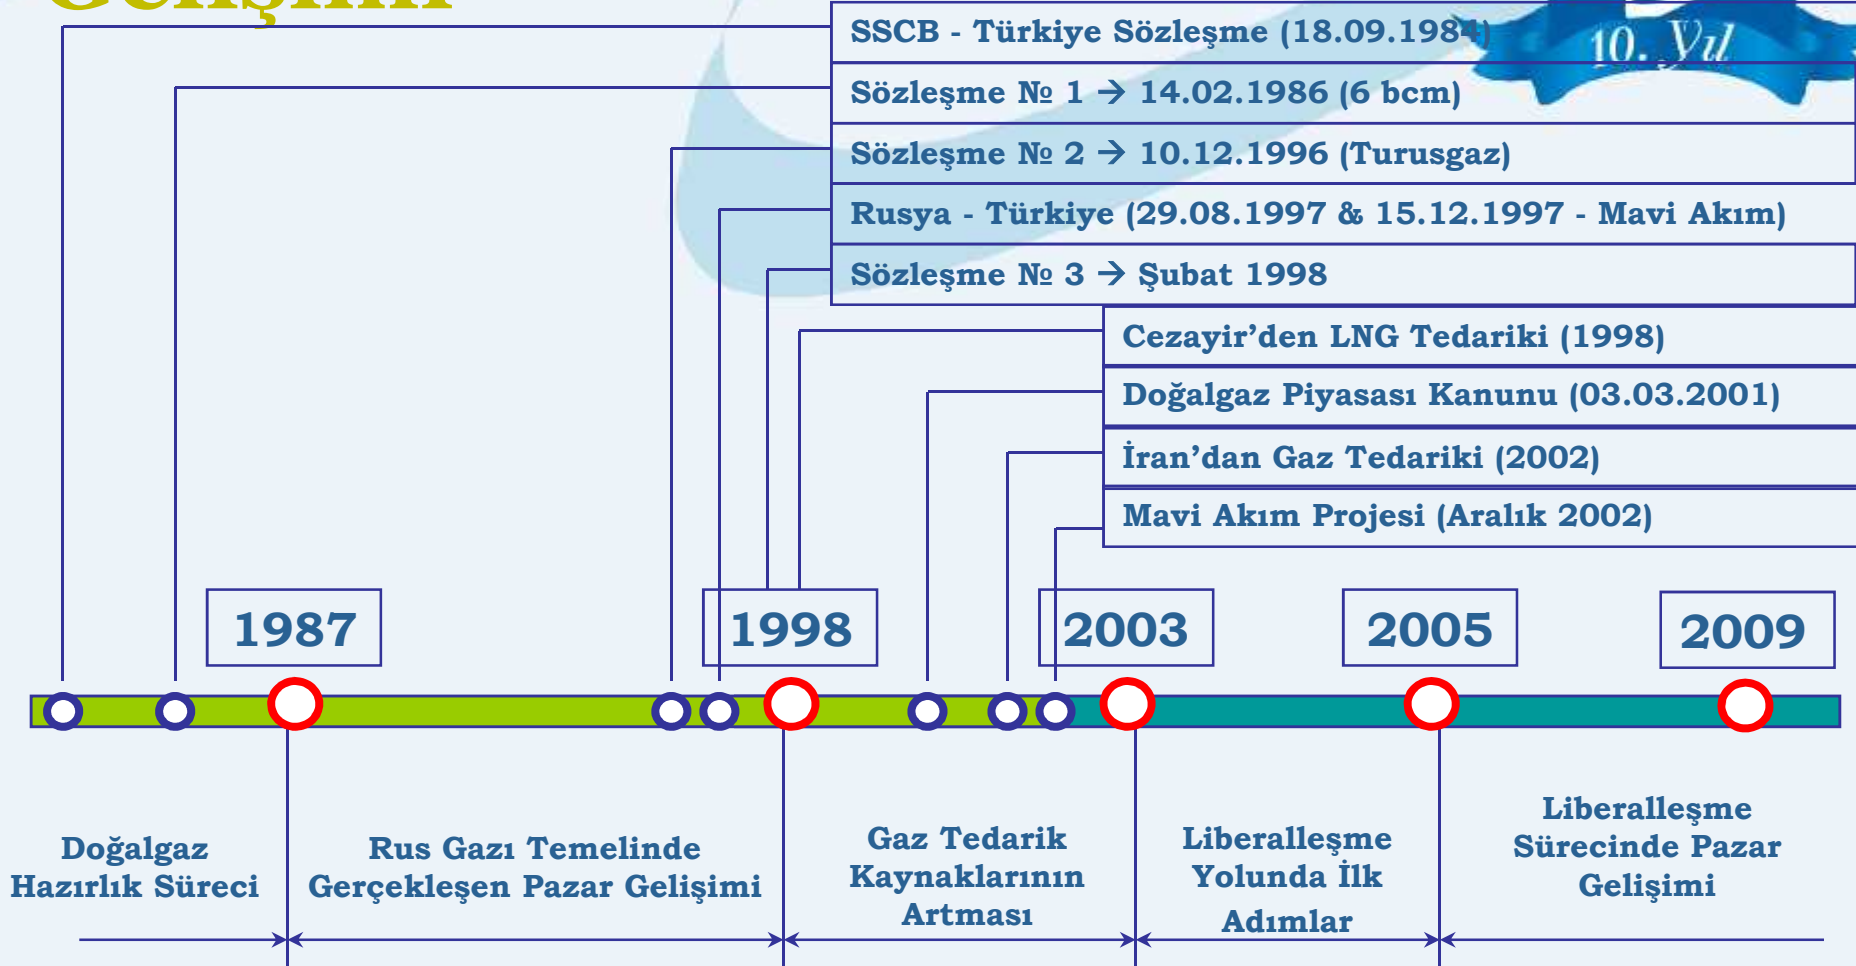 Gelişimi
SSCB - Türkiye Sözleşme (18.09.1984)
10. Yıl
Sözleşme № 1 → 14.02.1986 (6 bcm)
Sözleşme № 2 → 10.12.1996 (Turusgaz)
Rusya - Türkiye (29.08.1997 & 15.12.1997 - Mavi Akım)
Sözleşme № 3 → Şubat 1998
Cezayir’den LNG Tedariki (1998)
Doğalgaz Piyasası Kanunu (03.03.2001)
İran’dan Gaz Tedariki (2002)
Mavi Akım Projesi (Aralık 2002)
1987
1998
2003
2005
2009
Doğalgaz
Hazırlık Süreci
Rus Gazı Temelinde
Gerçekleşen Pazar Gelişimi
Gaz Tedarik
Kaynaklarının
Artması
Liberalleşme
Yolunda İlk
Adımlar
Liberalleşme
Sürecinde Pazar
Gelişimi